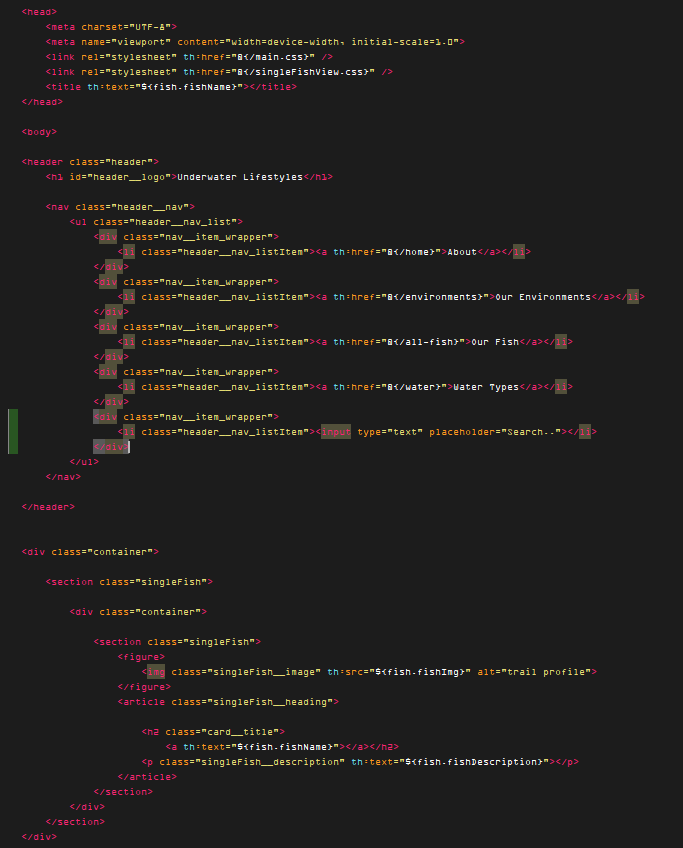 <head>
<meta charset="UTF-8">
<meta name="viewport" content="width=device-width, initial-scale=1.0">
<link rel="stylesheet" th:href="@{/main.css}" />
<link rel="stylesheet" th:href="@{/singleFishView.css}" />
<title th:text="${fish.fishName}"></title>
</head>
<body>
<header class="header">
<h1 id="header__logo">Underwater Lifestyles</h1>
<nav class="header__nav">
<ul class="header__nav_list">
<div class="nav__item_wrapper">
<li class="header__nav_listItem"><a th:href="@{/home}">About</a></li>
</div>
<div class="nav__item_wrapper">
<li class="header__nav_listItem"><a th:href="@{/environments}">Our Environments</a></li>
</div>
<div class="nav__item_wrapper">
<li class="header__nav_listItem"><a th:href="@{/all-fish}">Our Fish</a></li>
</div>
<div class="nav__item_wrapper">
<li class="header__nav_listItem"><a th:href="@{/water}">Water Types</a></li>
</div>
<div class="nav__item_wrapper">
<li class="header__nav_listItem"><input type="text" placeholder="Search.."></li>
</div>
</ul>
</nav>
</header>
<div class="container">
<section class="singleFish">
<div class="container">
<section class="singleFish">
<figure>
<img class="singleFish__image" th:src="${fish.fishImg}" alt="trail profile">
</figure>
<article class="singleFish__heading">
<h2 class="card__title">
<a th:text="${fish.fishName}"></a></h2>
<p class="singleFish__description" th:text="${fish.fishDescription}"></p>
</article>
</section>
</div>
</section>
</div>